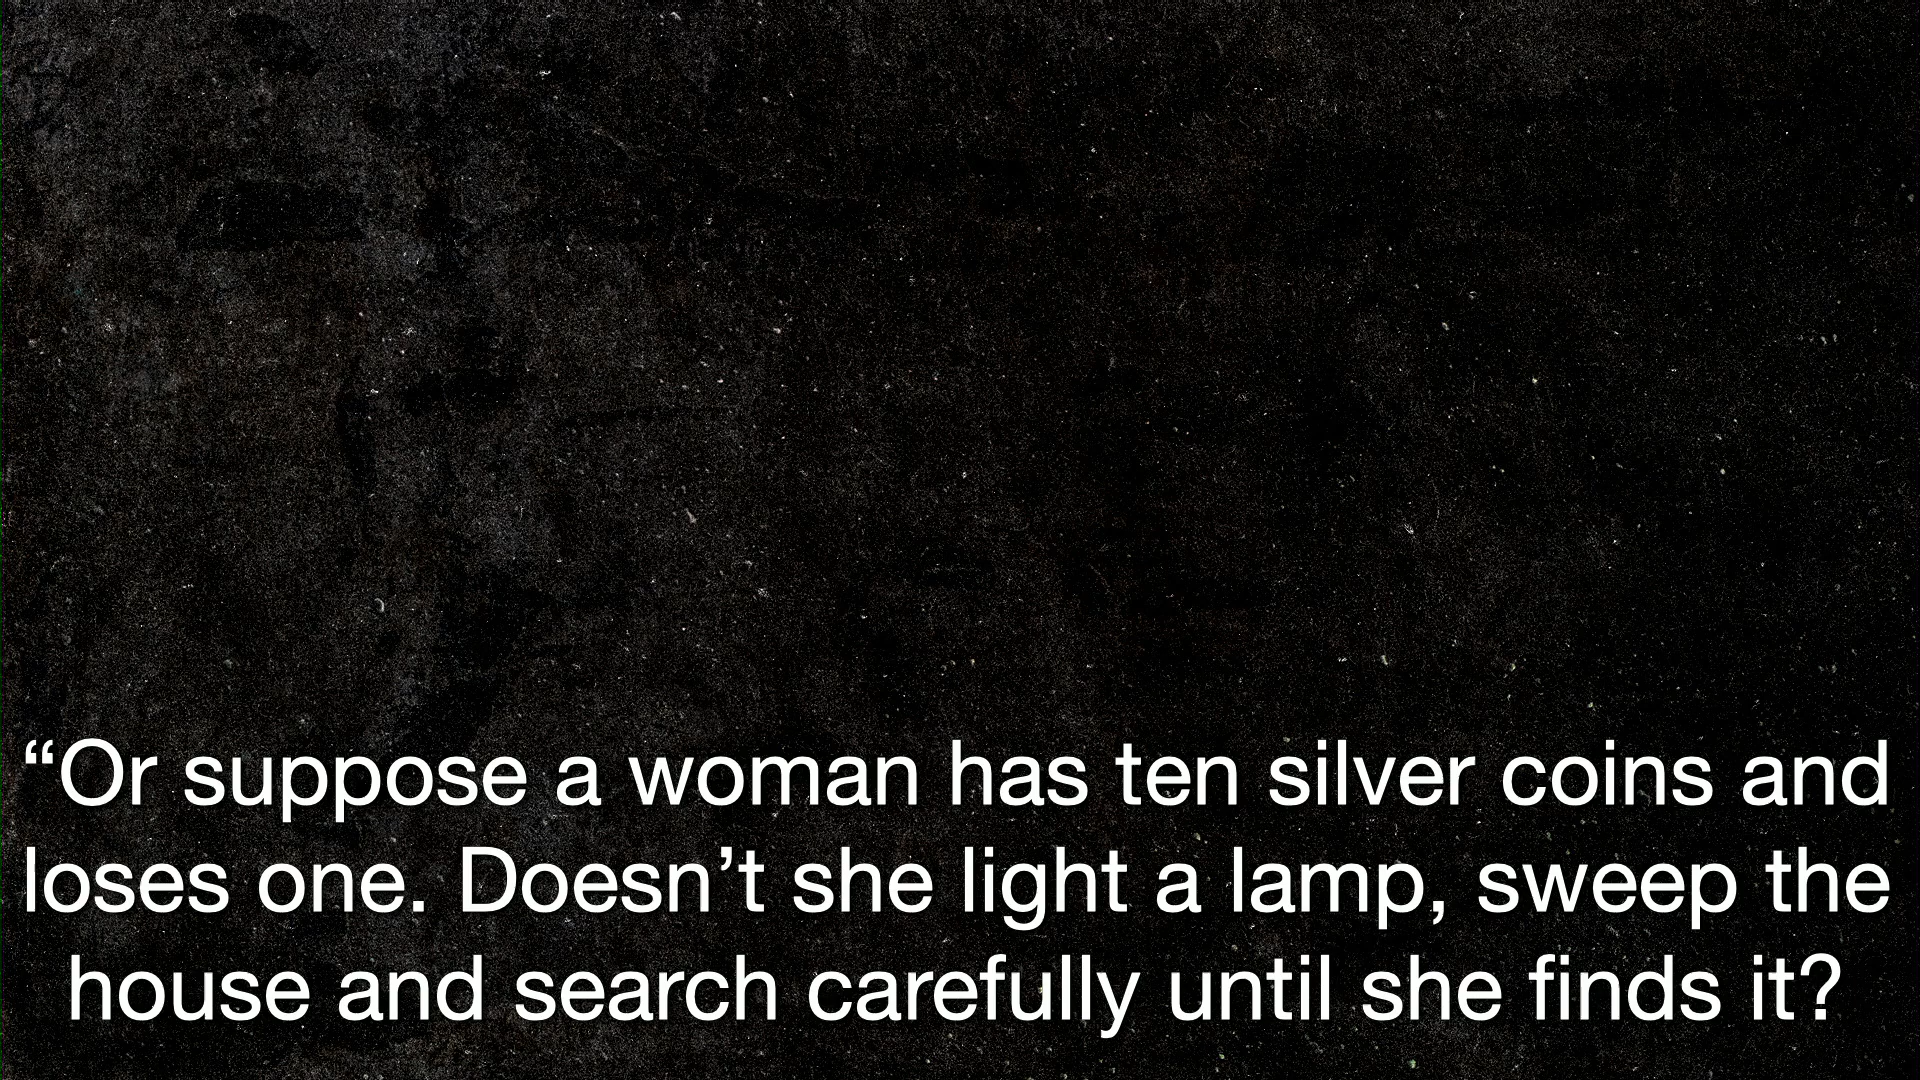 “Or suppose a woman has ten silver coins and
loses one. Doesn’t she light a lamp, sweep the
house and search carefully until she finds it?